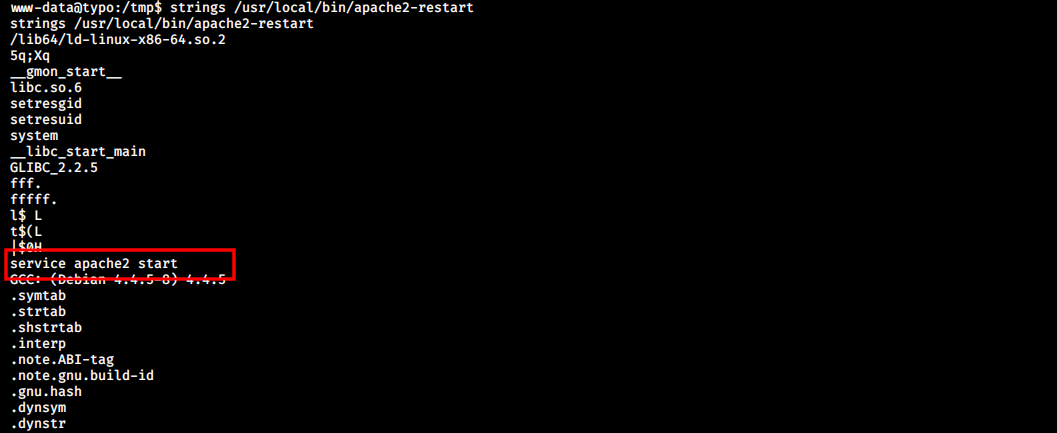 www-data@typo:/tmp$ strings /usr/local/bin/apache2-restart
strings /usr/local/bin/apache2-restart
/lib64/ld-linux-x86-64.so.2
5q;Xq
__gmon_start__
libc.so.6
setresgid
setresuid
system
__libc_start_main
GLIBC_2.2.5
fff.
fffff.
l$ L
t$(L
|$0H
service apache2 start
GCC: (Debian 4.4.5-8) 4.4.5
.symtab
.strtab
.shstrtab
.interp
.note.ABI-tag
.note.gnu.build-id
.gnu.hash
.dynsym
.dynstr